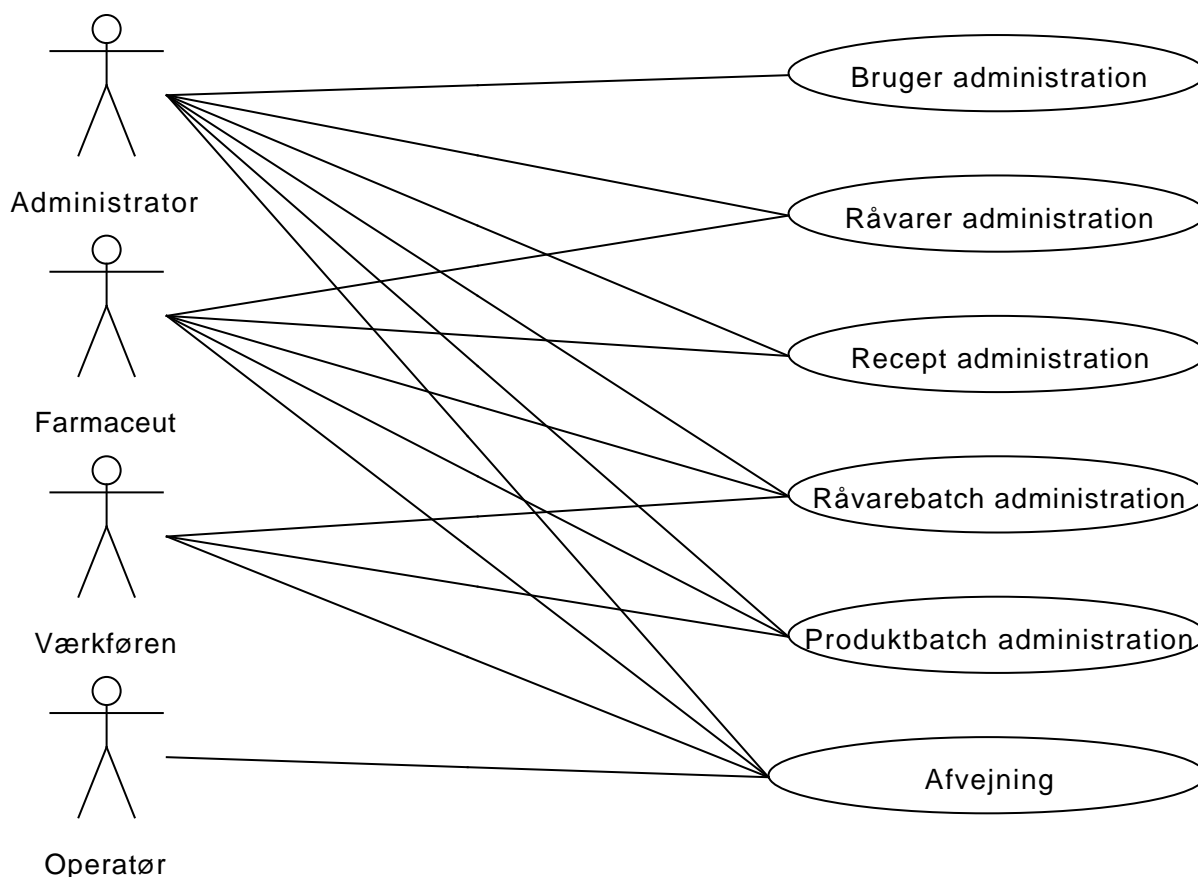 Bruger administration
Administrator
Råvarer administration
Farmaceut
Recept administration
Råvarebatch administration
Værkføren
Produktbatch administration
Afvejning
Operatør